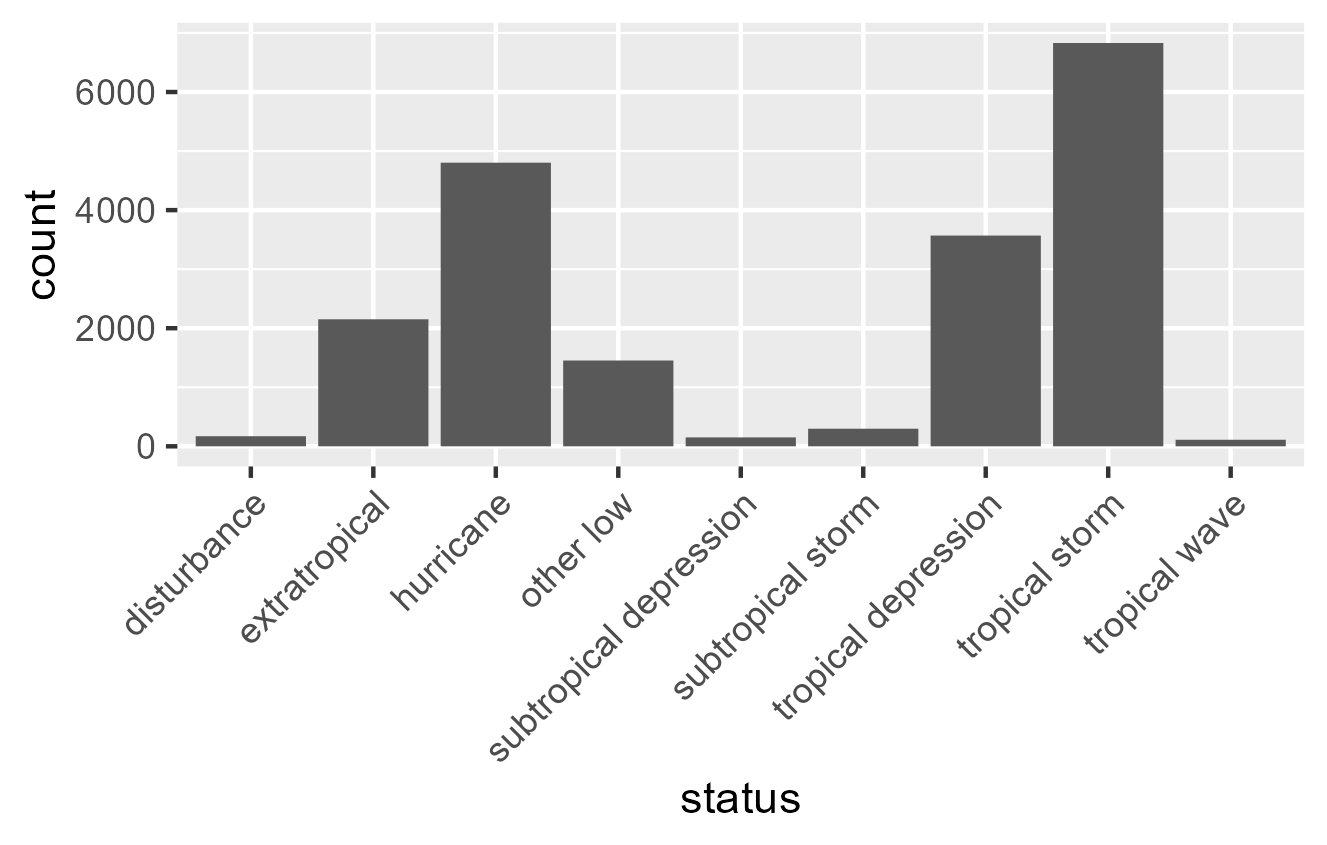 count
6000
4000
2000
0
disturbance
extratropical
hurricane
other low
subtropical depression
subtropical storm
tropical depression
tropical storm
tropical wave
status